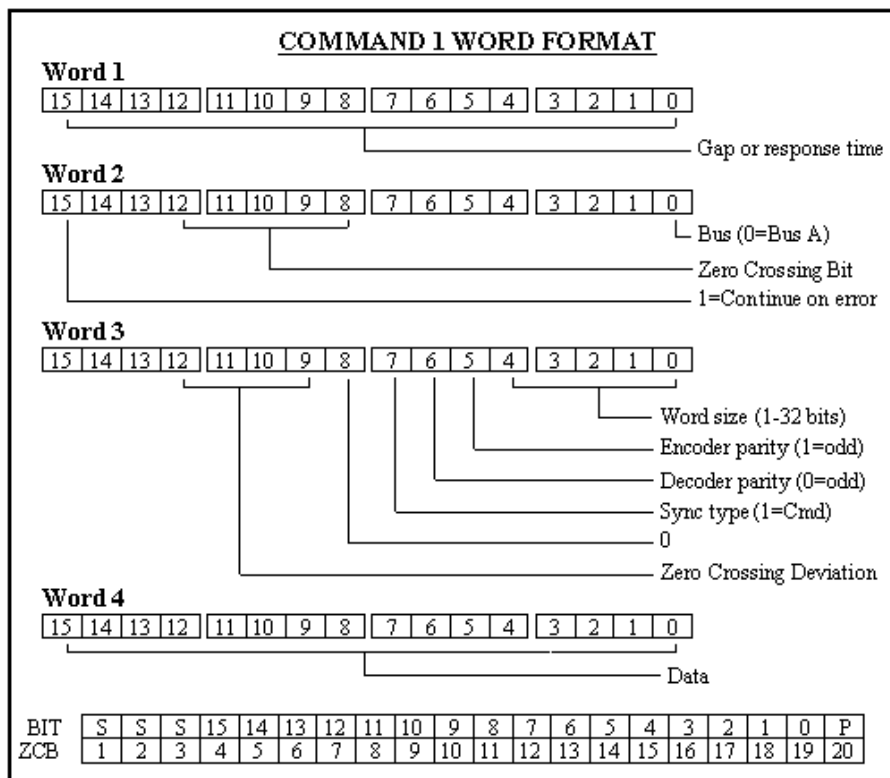 COMMAND 1 WORD FORMAT
Word 1
15 14 13 12 11 10 9 8 7 6 5 4 3 2 1 0
Gap or response time
Word 2
15 14 13 12 11 10 9 8 7 6 5 4 3 2 1 0
Bus (0=Bus A)
Zero Crossing Bit
1=Continue on error
Word 3
15 14 13 12 11 10 9 8 7 6 5 4 3 2 1 0
Word size (1-32 bits)
Encoder parity (1=odd)
Decoder parity (0=odd)
Sync type (1=Cmd)
0
Zero Crossing Deviation
Word 4
15 14 13 12 11 10 9 8 7 6 5 4 3 2 1 0
Data
BIT S S S 15 14 13 12 11 10 9 8 7 6 5 4 3 2 1 0 P
ZCB 1 2 3 4 5 6 7 8 9 10 11 12 13 14 15 16 17 18 19 20